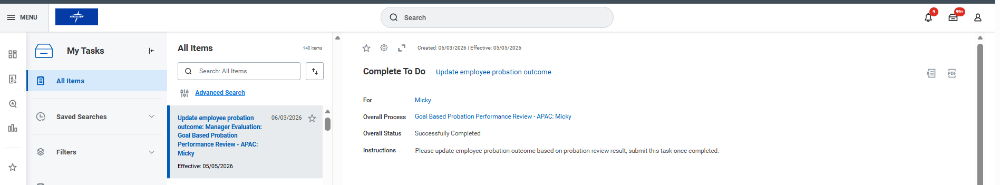 MENU
MEDLINE
Search
9
99+
My Tasks
All Items
Saved Searches
Filters
All Items
140 items
Search: All Items
Advanced Search
Update employee probation
outcome: Manager Evaluation:
Goal Based Probation
Performance Review - APAC:
Micky
06/03/2026
Effective: 05/05/2026
Created: 06/03/2026 | Effective: 05/05/2026
Complete To Do Update employee probation outcome
PDF
For Micky
Overall Process Goal Based Probation Performance Review - APAC: Micky
Overall Status Successfully Completed
Instructions Please update employee probation outcome based on probation review result, submit this task once completed.